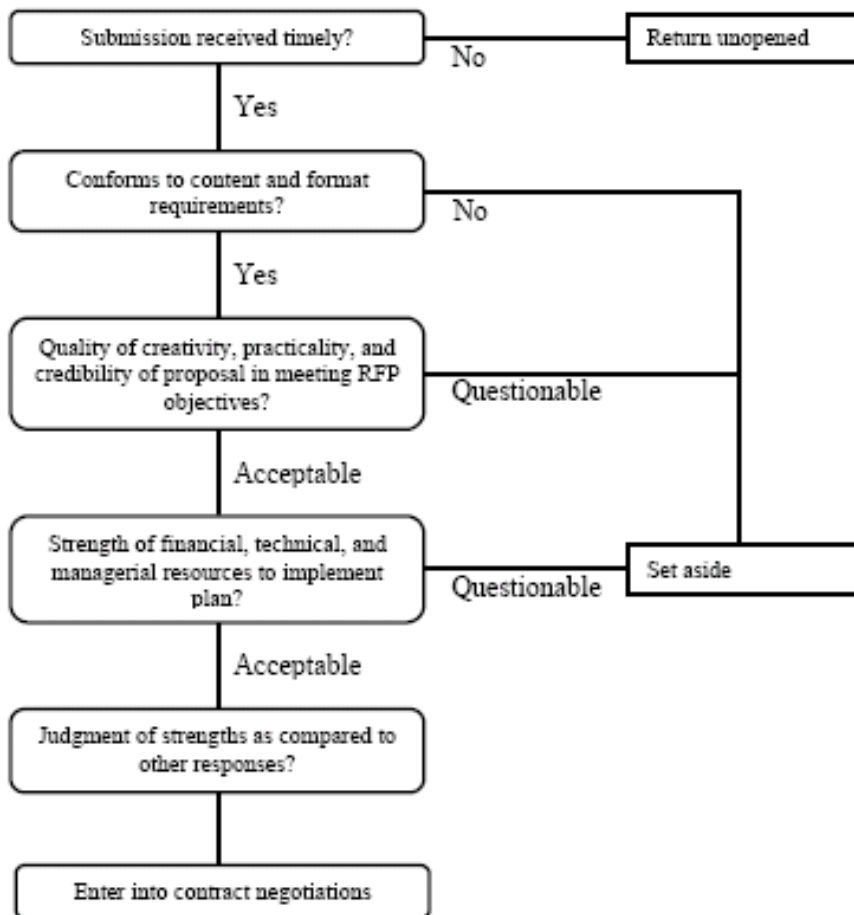 Submission received timely?
No
Return unopened
Yes
Conforms to content and format
requirements?
No
Yes
Quality of creativity, practicality, and
credibility of proposal in meeting RFP
objectives?
Questionable
Acceptable
Strength of financial, technical, and
managerial resources to implement
plan?
Questionable
Set aside
Acceptable
Judgment of strengths as compared to
other responses?
Enter into contract negotiations